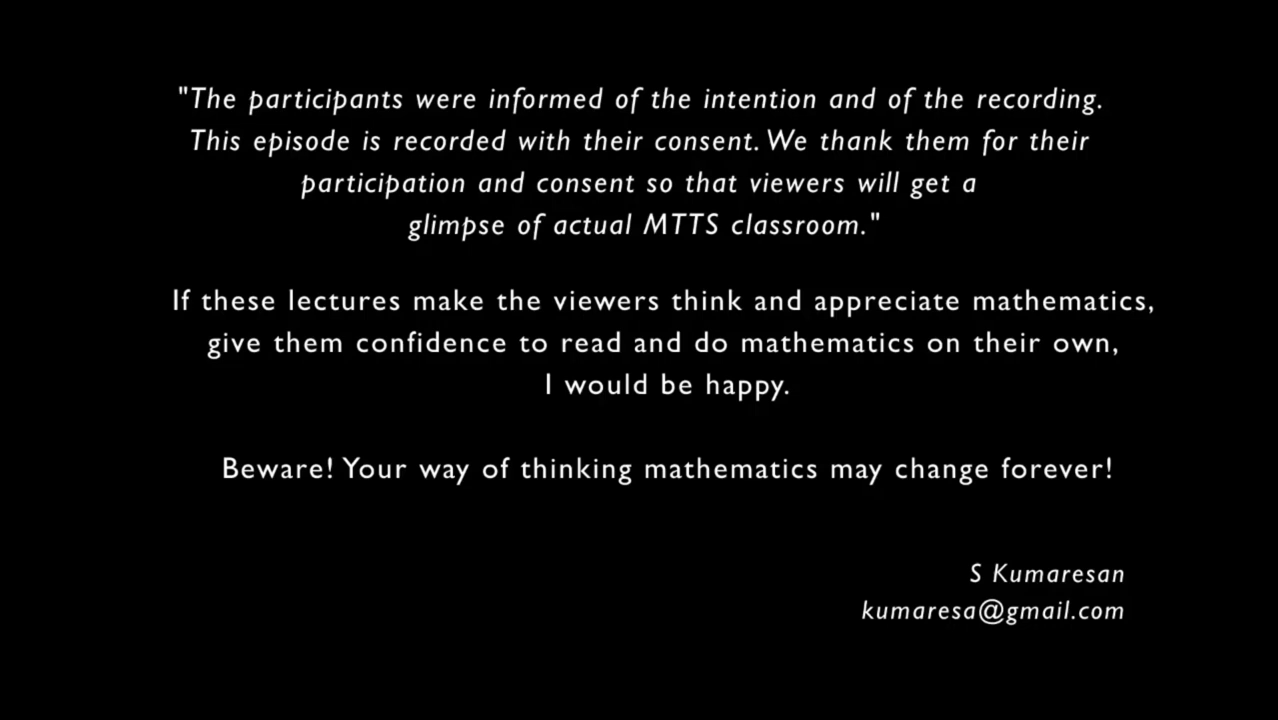 "The participants were informed of the intention and of the recording.
This episode is recorded with their consent. We thank them for their
participation and consent so that viewers will get a
glimpse of actual MTTS classroom."
If these lectures make the viewers think and appreciate mathematics,
give them confidence to read and do mathematics on their own,
I would be happy.
Beware! Your way of thinking mathematics may change forever!
S Kumaresan
kumaresa@gmail.com